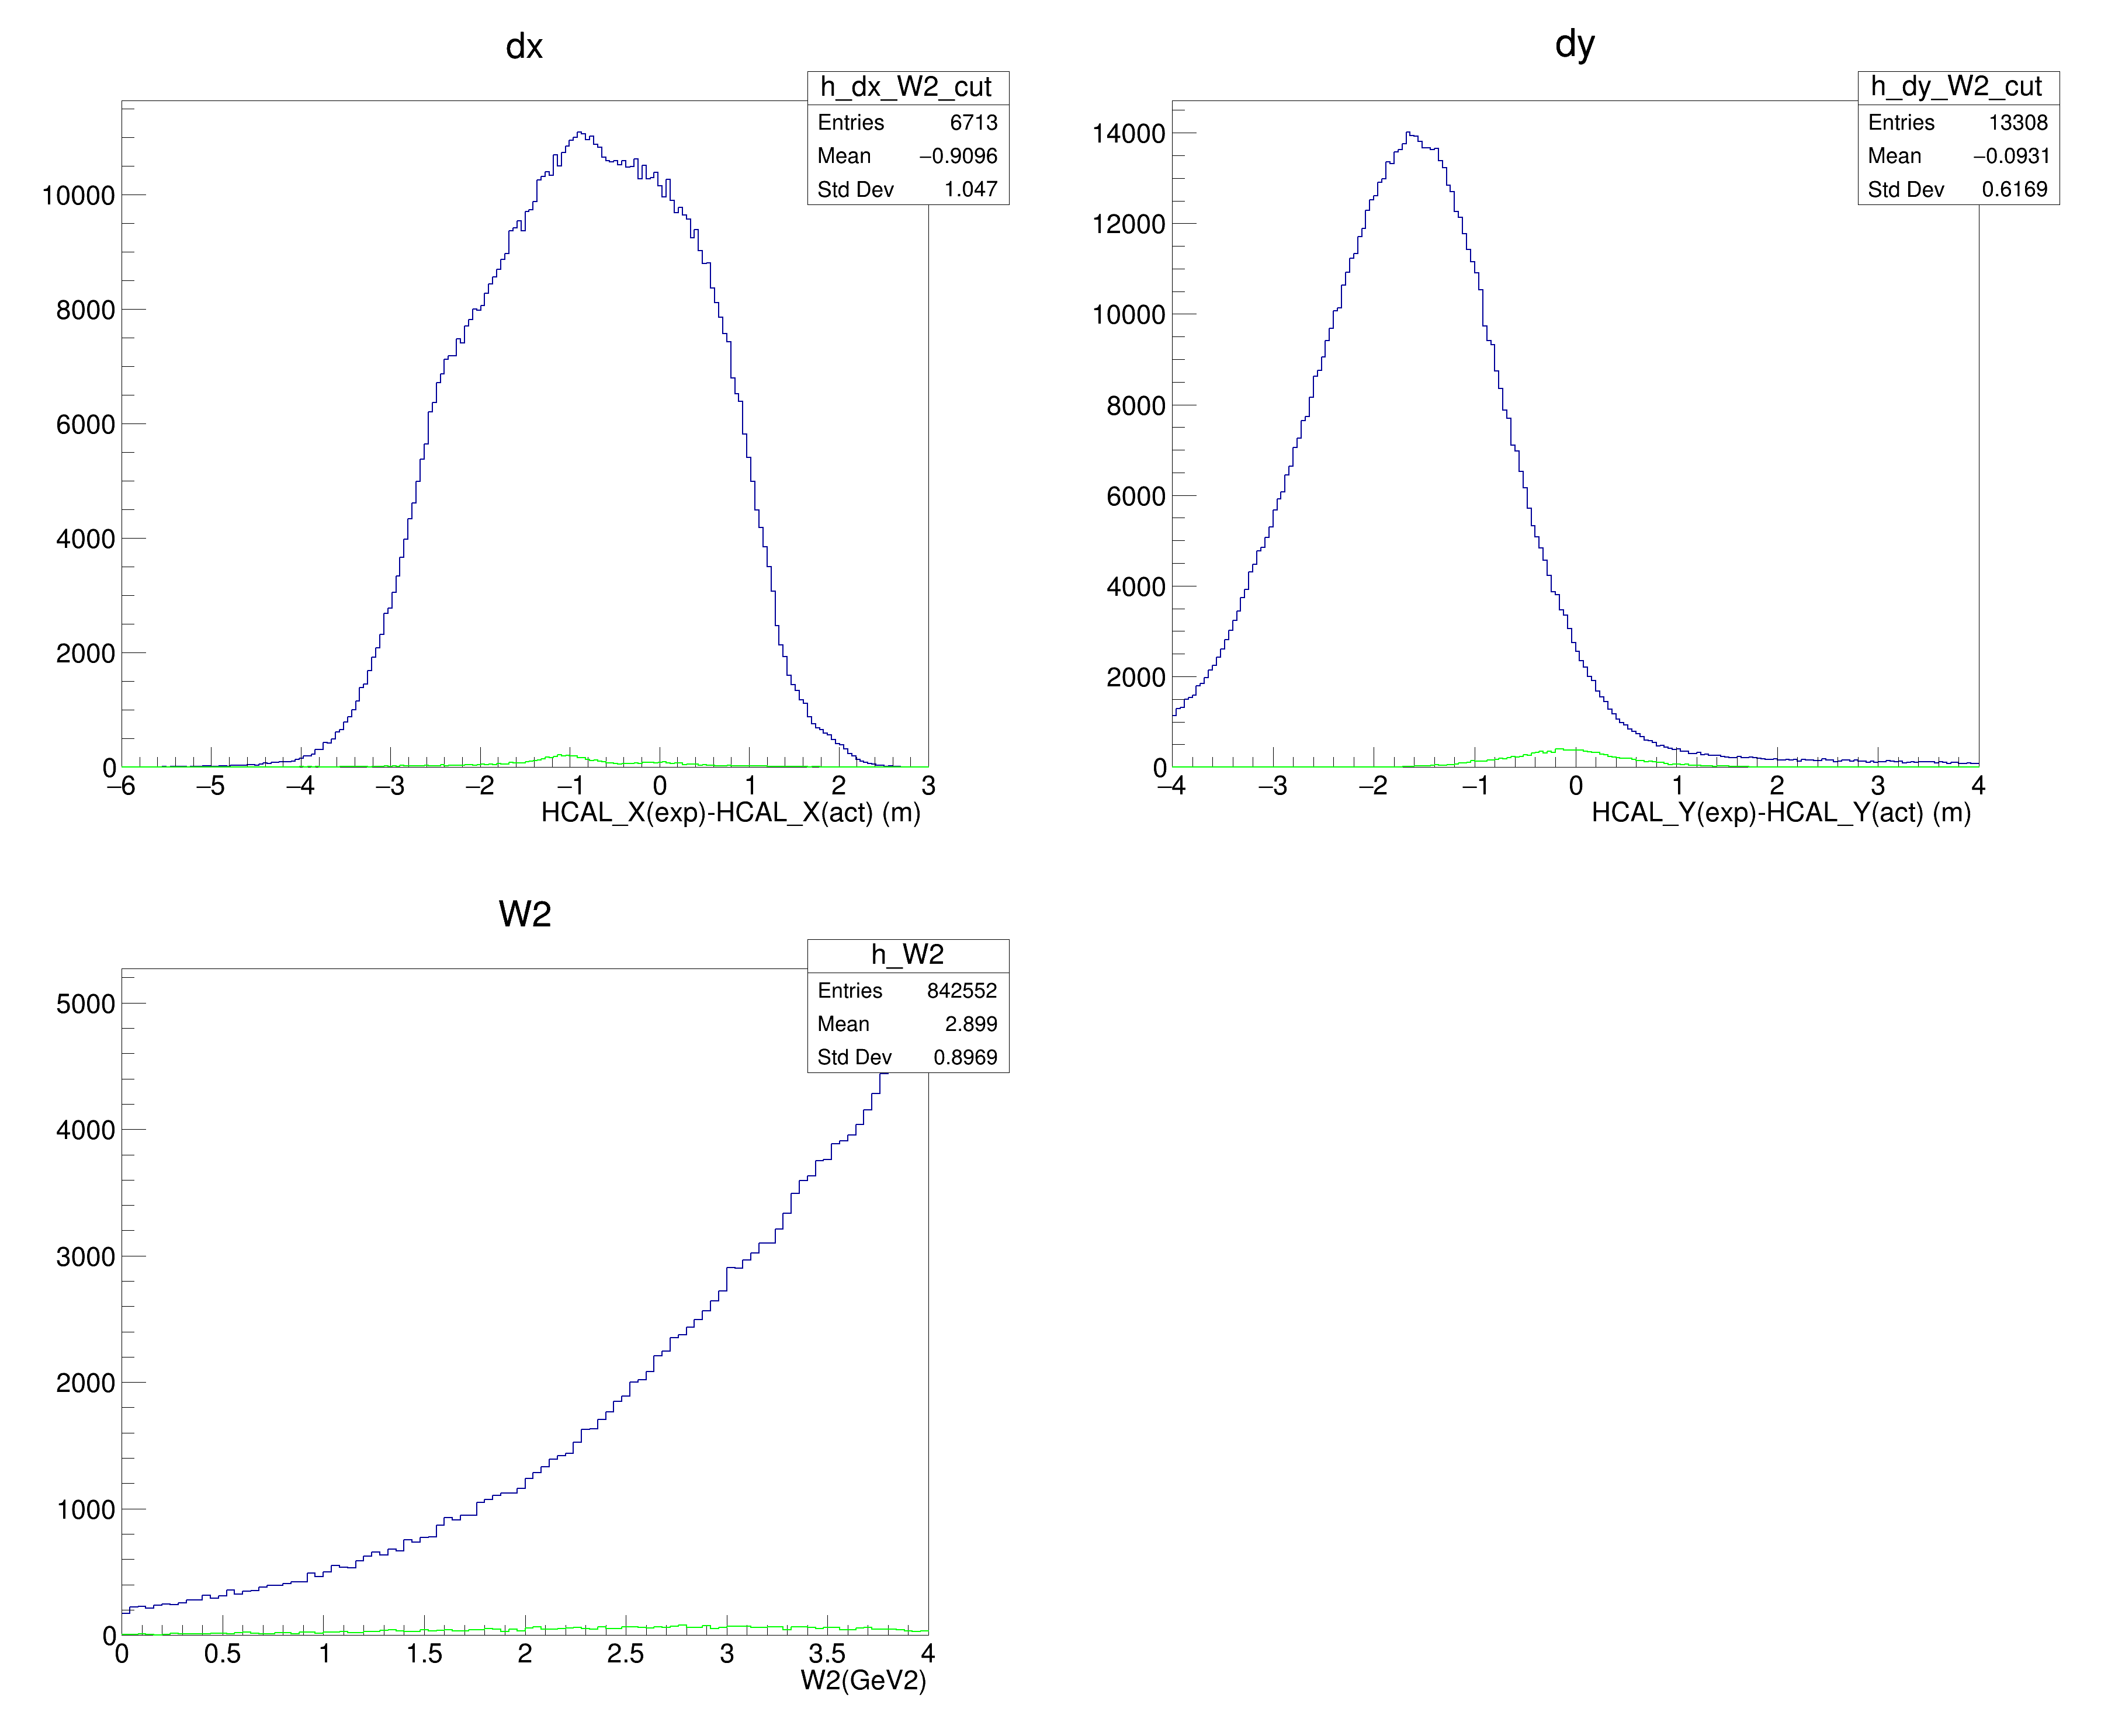 dx
h_dx_W2_cut
Entries 6713
Mean −0.9096
Std Dev 1.047
10000
8000
6000
4000
2000
0
−6 −5 −4 −3 −2 −1 0 1 2 3
HCAL_X(exp)-HCAL_X(act) (m)
dy
h_dy_W2_cut
Entries 13308
Mean −0.0931
Std Dev 0.6169
14000
12000
10000
8000
6000
4000
2000
0
−4 −3 −2 −1 0 1 2 3 4
HCAL_Y(exp)-HCAL_Y(act) (m)
W2
h_W2
Entries 842552
Mean 2.899
Std Dev 0.8969
5000
4000
3000
2000
1000
0
0 0.5 1 1.5 2 2.5 3 3.5 4
W2(GeV2)